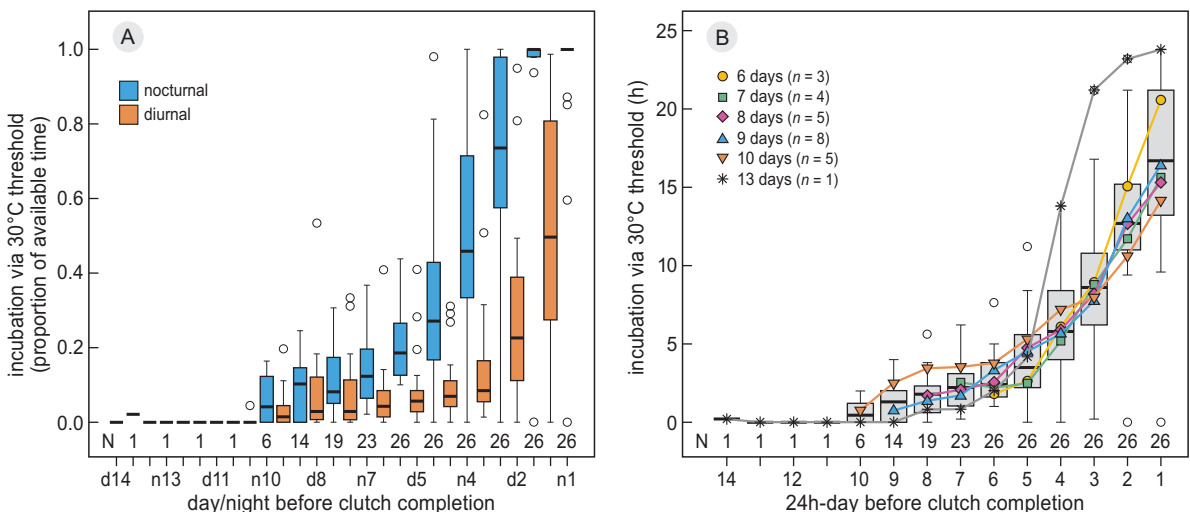 A
nocturnal
diurnal
incubation via 30°C threshold
(proportion of available time)
1.0
0.8
0.6
0.4
0.2
0.0
N 1 1 1 1 6 14 19 23 26 26 26 26 26
d14 n13 d11 n10 d8 n7 d5 n4 d2 n1
day/night before clutch completion
B
6 days (n = 3)
7 days (n = 4)
8 days (n = 5)
9 days (n = 8)
10 days (n = 5)
13 days (n = 1)
incubation via 30°C threshold (h)
25
20
15
10
5
0
N 1 1 1 1 6 14 19 23 26 26 26 26 26 26
14 12 10 9 8 7 6 5 4 3 2 1
24h-day before clutch completion